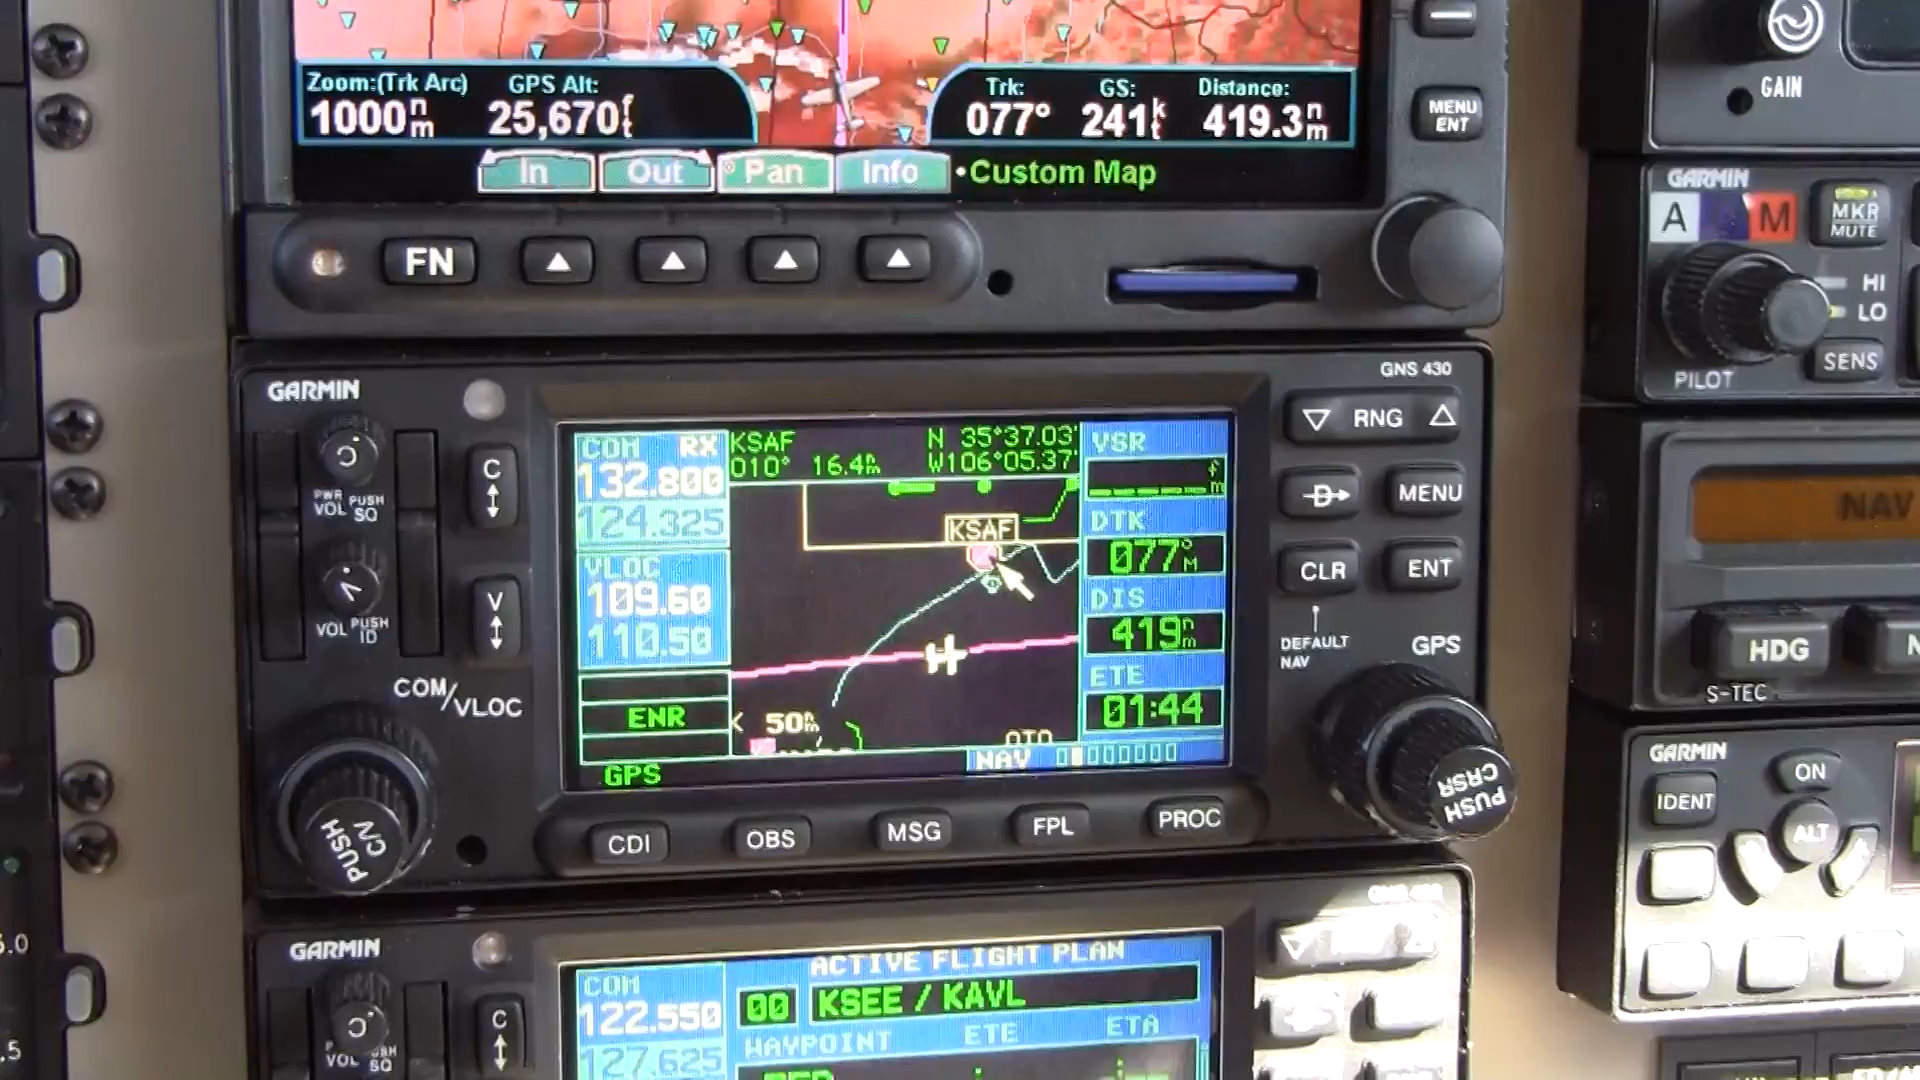 Zoom:(Trk Arc) GPS Alt: Trk: GS: Distance:
1000nm 25,670ft 077° 241kt 419.3nm
In Out Pan Info •Custom Map
MENU
ENT
FN
GAIN
GARMIN
A M
MKR
MUTE
HI
LO
SENS
PILOT
GARMIN
GNS 430
C
PWR
VOL
PUSH
SQ
V
VOL
PUSH
ID
COM/VLOC
PUSH
C/V
COM RX
132.800
124.325
VLOC
109.60
110.50
ENR
GPS
KSAF
010° 16.4nm
N 35°37.03'
W106°05.37'
KSAF
50nm
VSR
DTK
077°M
DIS
419nm
ETE
01:44
NAV
RNG
D
MENU
CLR
ENT
DEFAULT
NAV
GPS
PUSH
CRSR
CDI OBS MSG FPL PROC
NAV
HDG
S-TEC
GARMIN
IDENT
ON
ALT
GARMIN
C
VOL
SQ
COM
122.550
127.625
ACTIVE FLIGHT PLAN
00 KSEE / KAVL
WAYPOINT ETE ETA